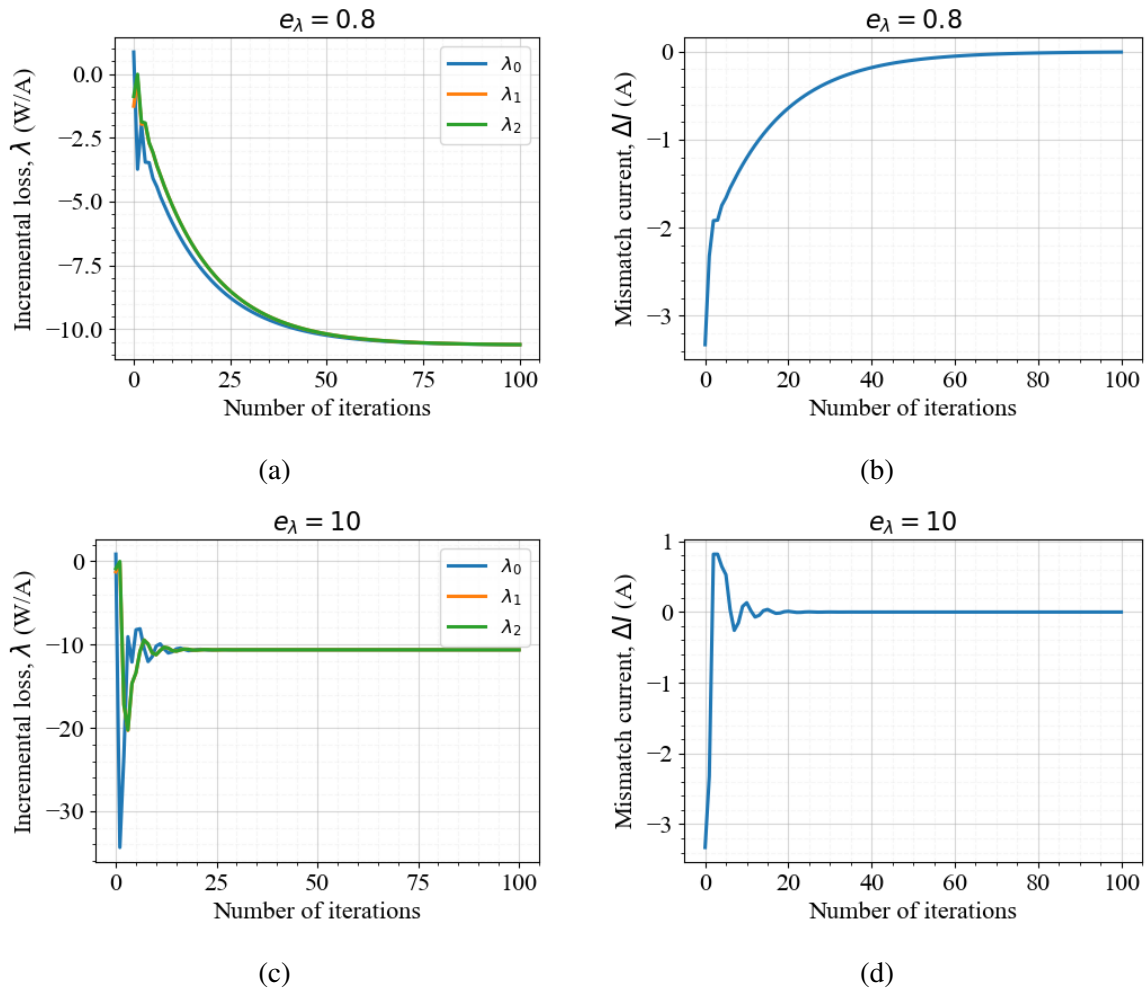 e_λ = 0.8
0.0
−2.5
−5.0
−7.5
−10.0
Incremental loss, λ (W/A)
λ₀
λ₁
λ₂
0 25 50 75 100
Number of iterations
(a)
e_λ = 0.8
0
−1
−2
−3
Mismatch current, ΔI (A)
0 20 40 60 80 100
Number of iterations
(b)
e_λ = 10
0
−10
−20
−30
Incremental loss, λ (W/A)
λ₀
λ₁
λ₂
0 25 50 75 100
Number of iterations
(c)
e_λ = 10
1
0
−1
−2
−3
Mismatch current, ΔI (A)
0 20 40 60 80 100
Number of iterations
(d)